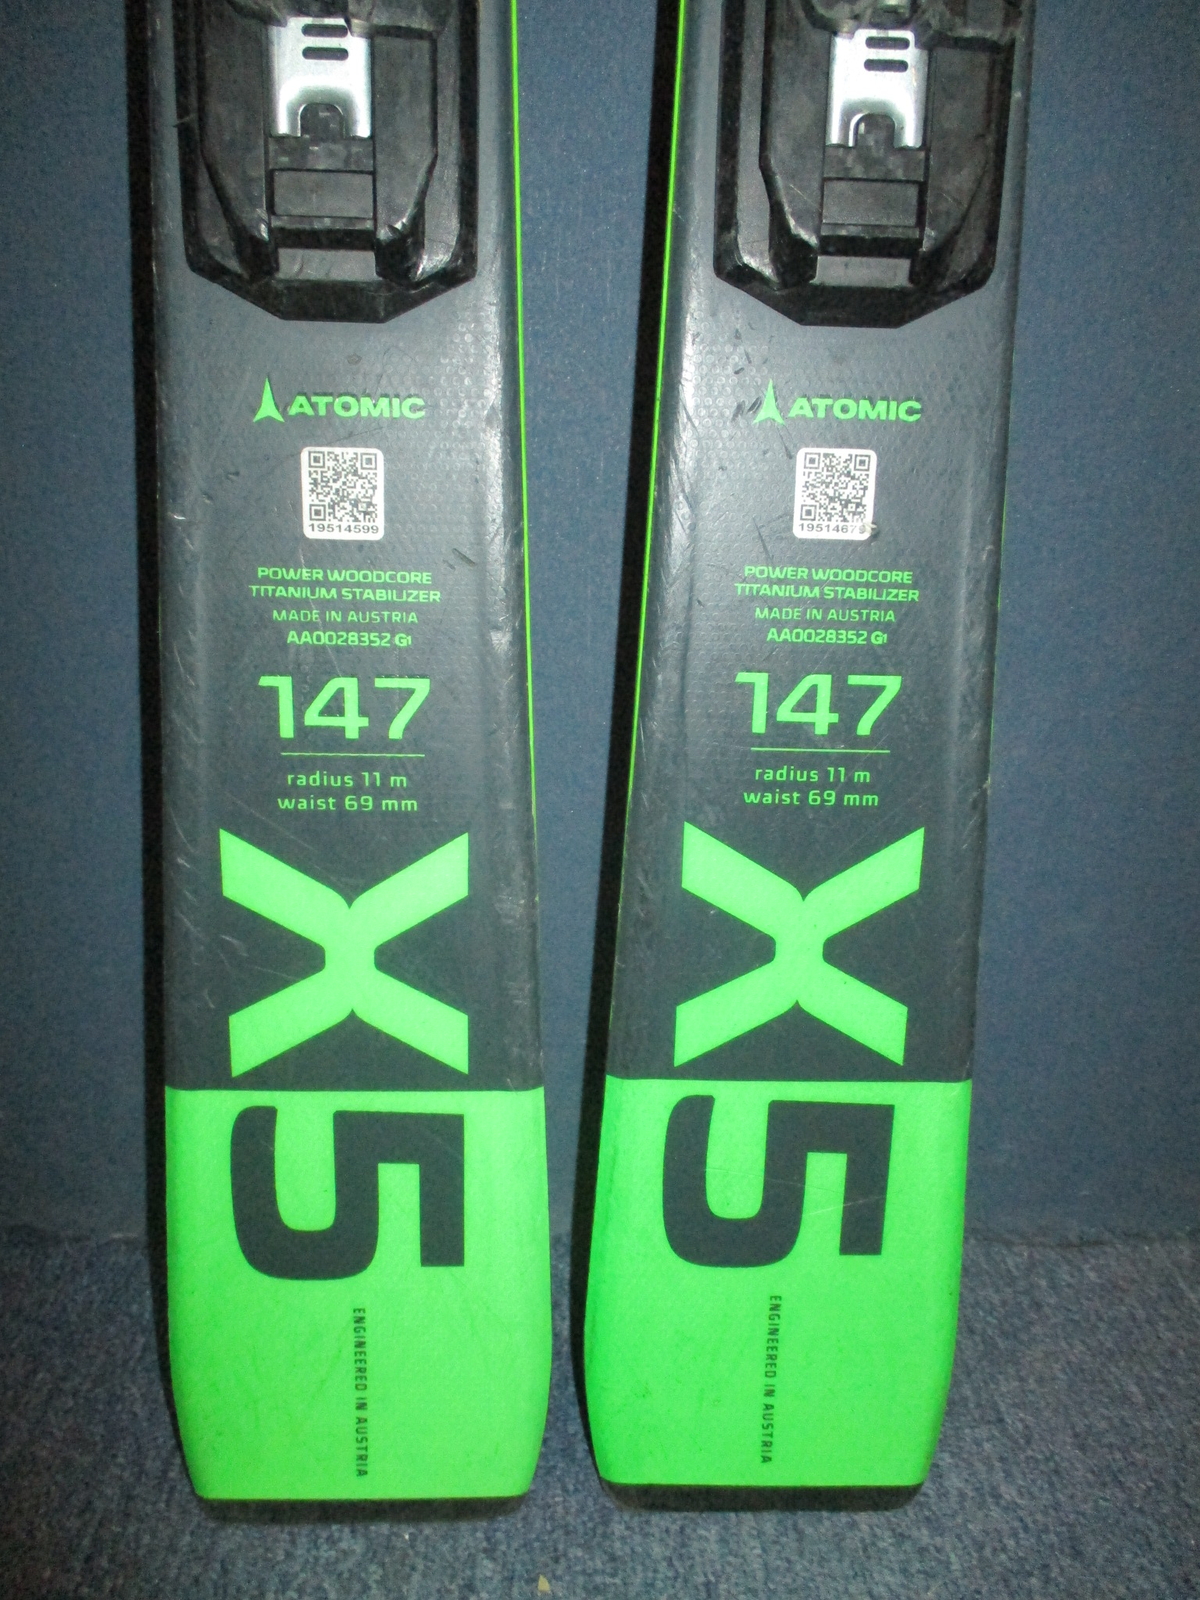 ATOMIC
19514599
POWER WOODCORE
TITANIUM STABILIZER
MADE IN AUSTRIA
AA0028352 G1
147
radius 11 m
waist 69 mm
X5
ENGINEERED IN AUSTRIA
ATOMIC
POWER WOODCORE
TITANIUM STABILIZER
MADE IN AUSTRIA
AA0028352 G1
147
radius 11 m
waist 69 mm
X5
ENGINEERED IN AUSTRIA